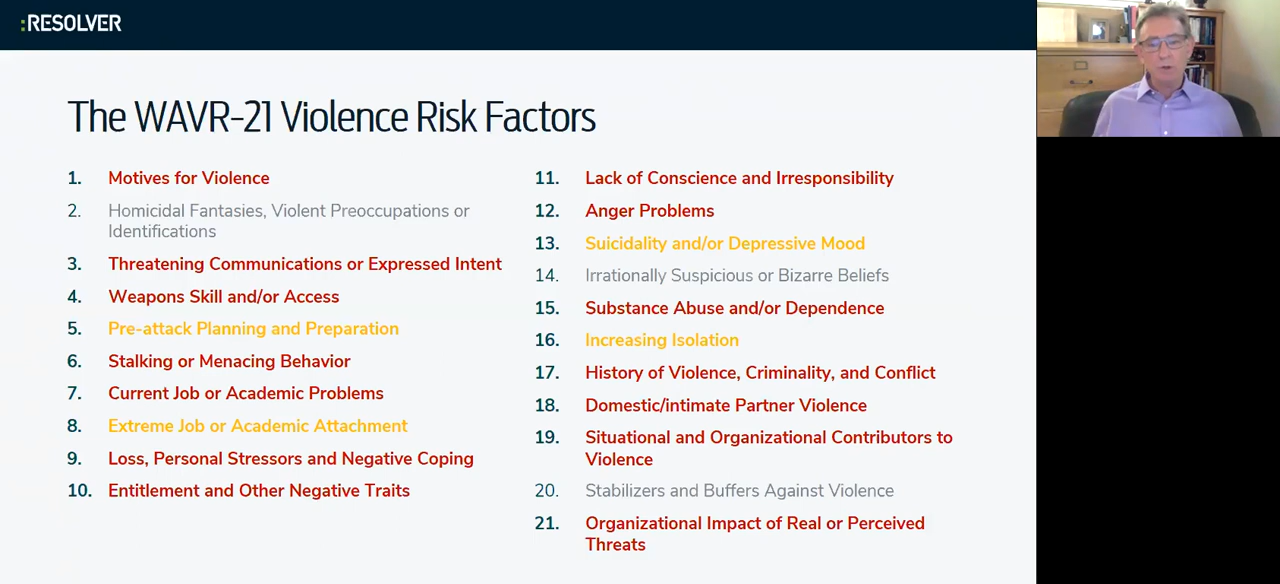 :RESOLVER
The WAVR-21 Violence Risk Factors
1. Motives for Violence
2. Homicidal Fantasies, Violent Preoccupations or
Identifications
3. Threatening Communications or Expressed Intent
4. Weapons Skill and/or Access
5. Pre-attack Planning and Preparation
6. Stalking or Menacing Behavior
7. Current Job or Academic Problems
8. Extreme Job or Academic Attachment
9. Loss, Personal Stressors and Negative Coping
10. Entitlement and Other Negative Traits
11. Lack of Conscience and Irresponsibility
12. Anger Problems
13. Suicidality and/or Depressive Mood
14. Irrationally Suspicious or Bizarre Beliefs
15. Substance Abuse and/or Dependence
16. Increasing Isolation
17. History of Violence, Criminality, and Conflict
18. Domestic/intimate Partner Violence
19. Situational and Organizational Contributors to
Violence
20. Stabilizers and Buffers Against Violence
21. Organizational Impact of Real or Perceived
Threats